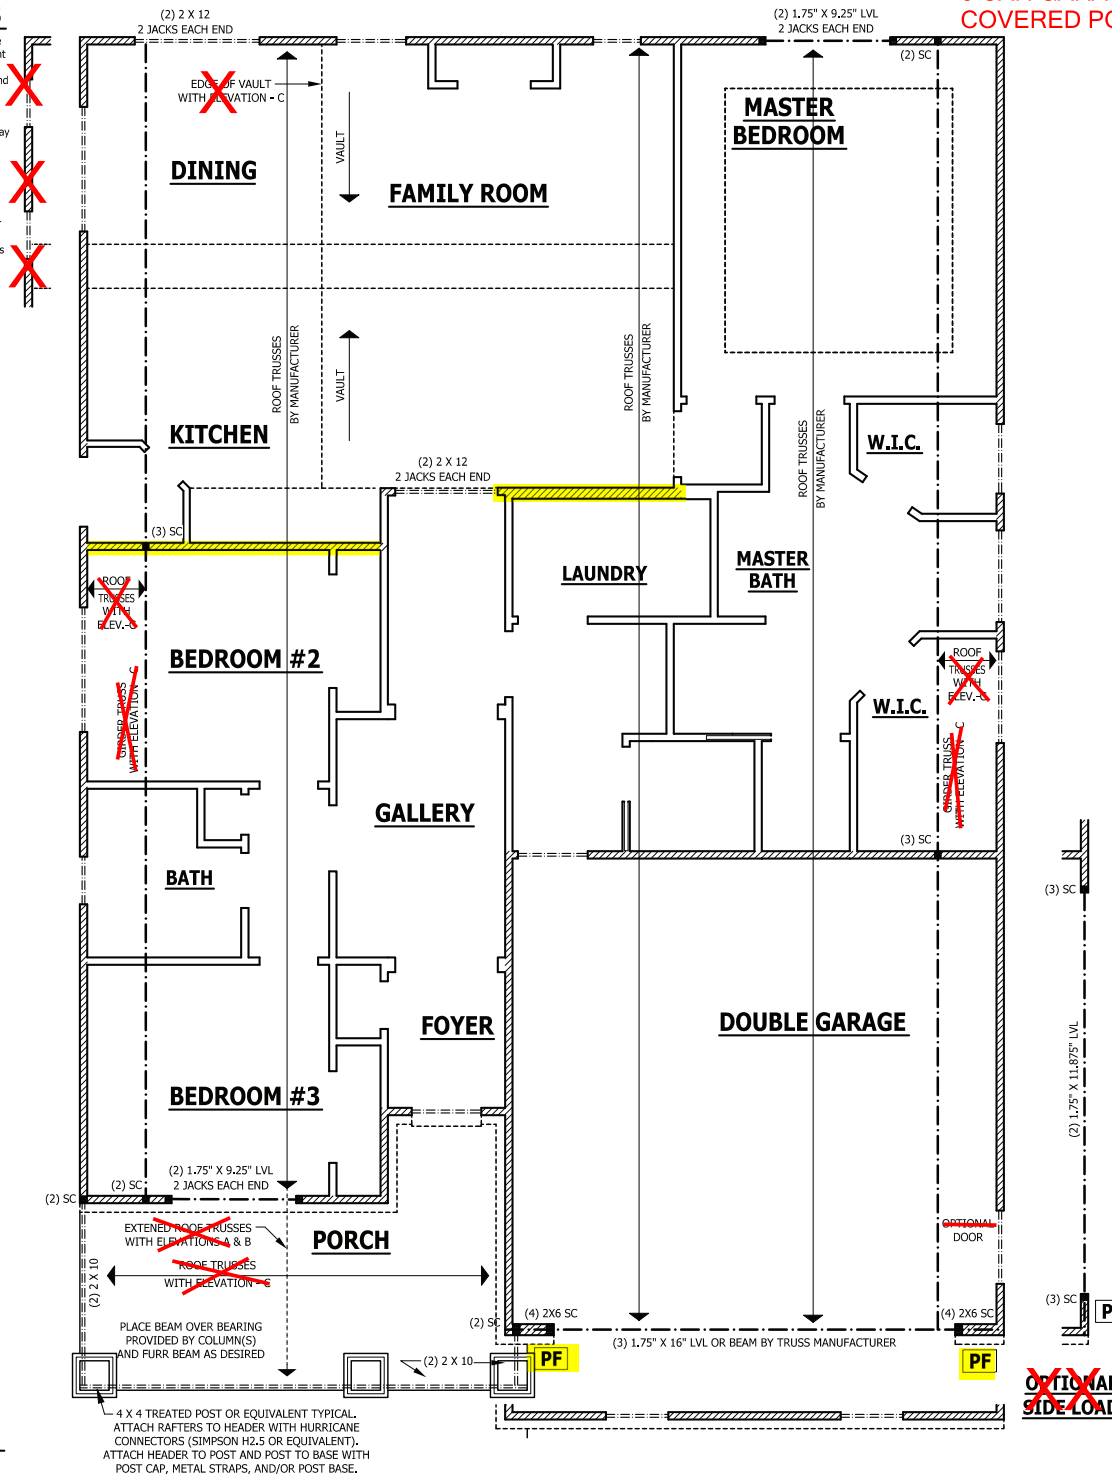 (2) 2 X 12
2 JACKS EACH END
(2) 1.75" X 9.25" LVL
2 JACKS EACH END
COVERED
(2) SC
EDGE OF VAULT
WITH ELEVATION - C
MASTER
BEDROOM
DINING
VAULT
FAMILY ROOM
ROOF TRUSSES
BY MANUFACTURER
ROOF TRUSSES
BY MANUFACTURER
VAULT
ROOF TRUSSES
BY MANUFACTURER
KITCHEN
W.I.C.
(2) 2 X 12
2 JACKS EACH END
(3) SC
LAUNDRY
MASTER
BATH
ROOF
TRUSSES
WITH
ELEV.-C
BEDROOM #2
GIRDER TRUSS
WITH ELEVATION - C
ROOF
TRUSSES
WITH
ELEV.-C
W.I.C.
GIRDER TRUSS
WITH ELEVATION - C
GALLERY
(3) SC
BATH
(3) SC
FOYER
DOUBLE GARAGE
BEDROOM #3
(2) 1.75" X 11.875" LVL
(2) 1.75" X 9.25" LVL
2 JACKS EACH END
(2) SC
(2) SC
EXTENED ROOF TRUSSES
WITH ELEVATIONS A & B
PORCH
OPTIONAL
DOOR
ROOF TRUSSES
WITH ELEVATION - C
(2) 2 X 10
(3) SC
(4) 2X6 SC
(4) 2X6 SC
(2) SC
PLACE BEAM OVER BEARING
PROVIDED BY COLUMN(S)
AND FURR BEAM AS DESIRED
(3) 1.75" X 16" LVL OR BEAM BY TRUSS MANUFACTURER
(2) 2 X 10
PF
PF
OPTIONAL
SIDE LOAD
4 X 4 TREATED POST OR EQUIVALENT TYPICAL.
ATTACH RAFTERS TO HEADER WITH HURRICANE
CONNECTORS (SIMPSON H2.5 OR EQUIVALENT).
ATTACH HEADER TO POST AND POST TO BASE WITH
POST CAP, METAL STRAPS, AND/OR POST BASE.